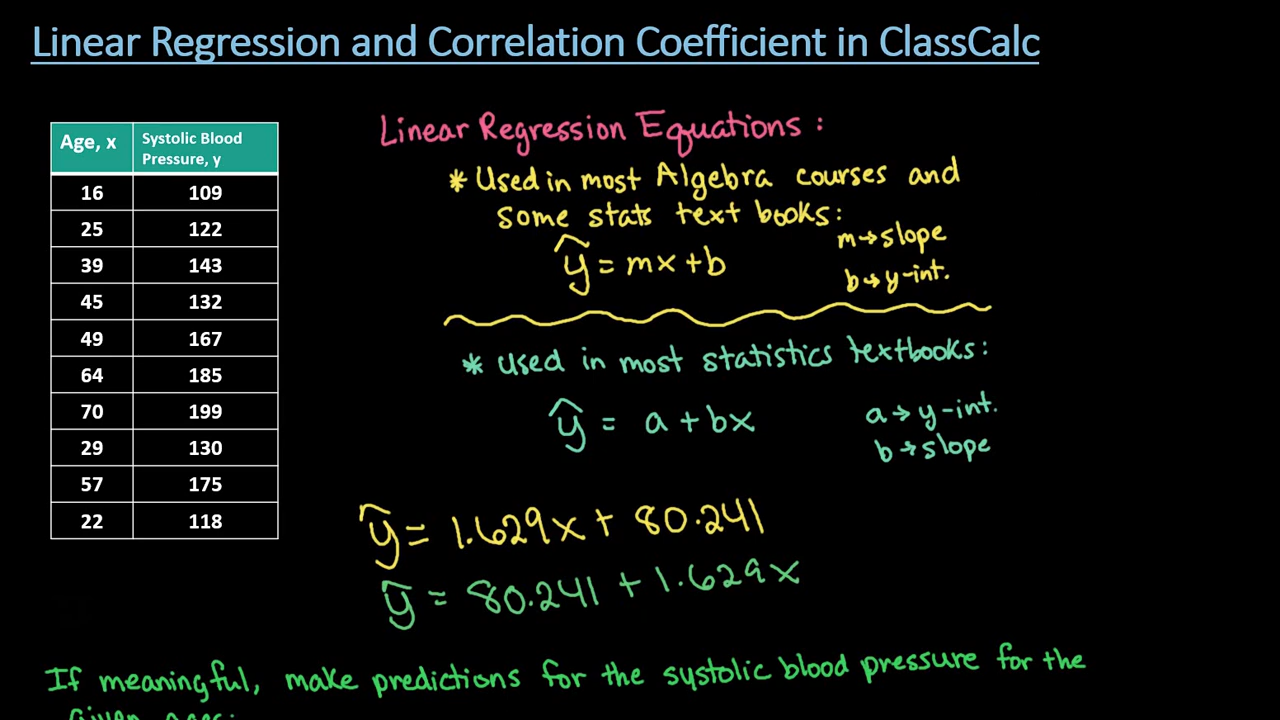 Linear Regression and Correlation Coefficient in ClassCalc
Age, x
Systolic Blood
Pressure, y
16 109
25 122
39 143
45 132
49 167
64 185
70 199
29 130
57 175
22 118
Linear Regression Equations :
* Used in most Algebra courses and
some stats text books:
ŷ = mx + b
m→slope
b→y-int.
* Used in most statistics textbooks:
ŷ = a + bx
a→y-int.
b→slope
ŷ = 1.629x + 80.241
ŷ = 80.241 + 1.629x
If meaningful, make predictions for the systolic blood pressure for the
given ages: